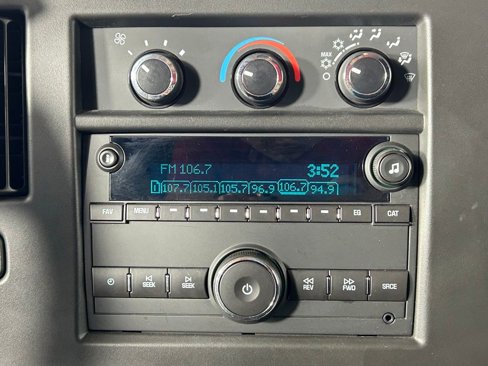 MAX
FM 106.7 3:52
1 107.7 105.1 105.7 96.9 106.7 94.9
FAV MENU EQ CAT
SEEK SEEK REV FWD SRCE